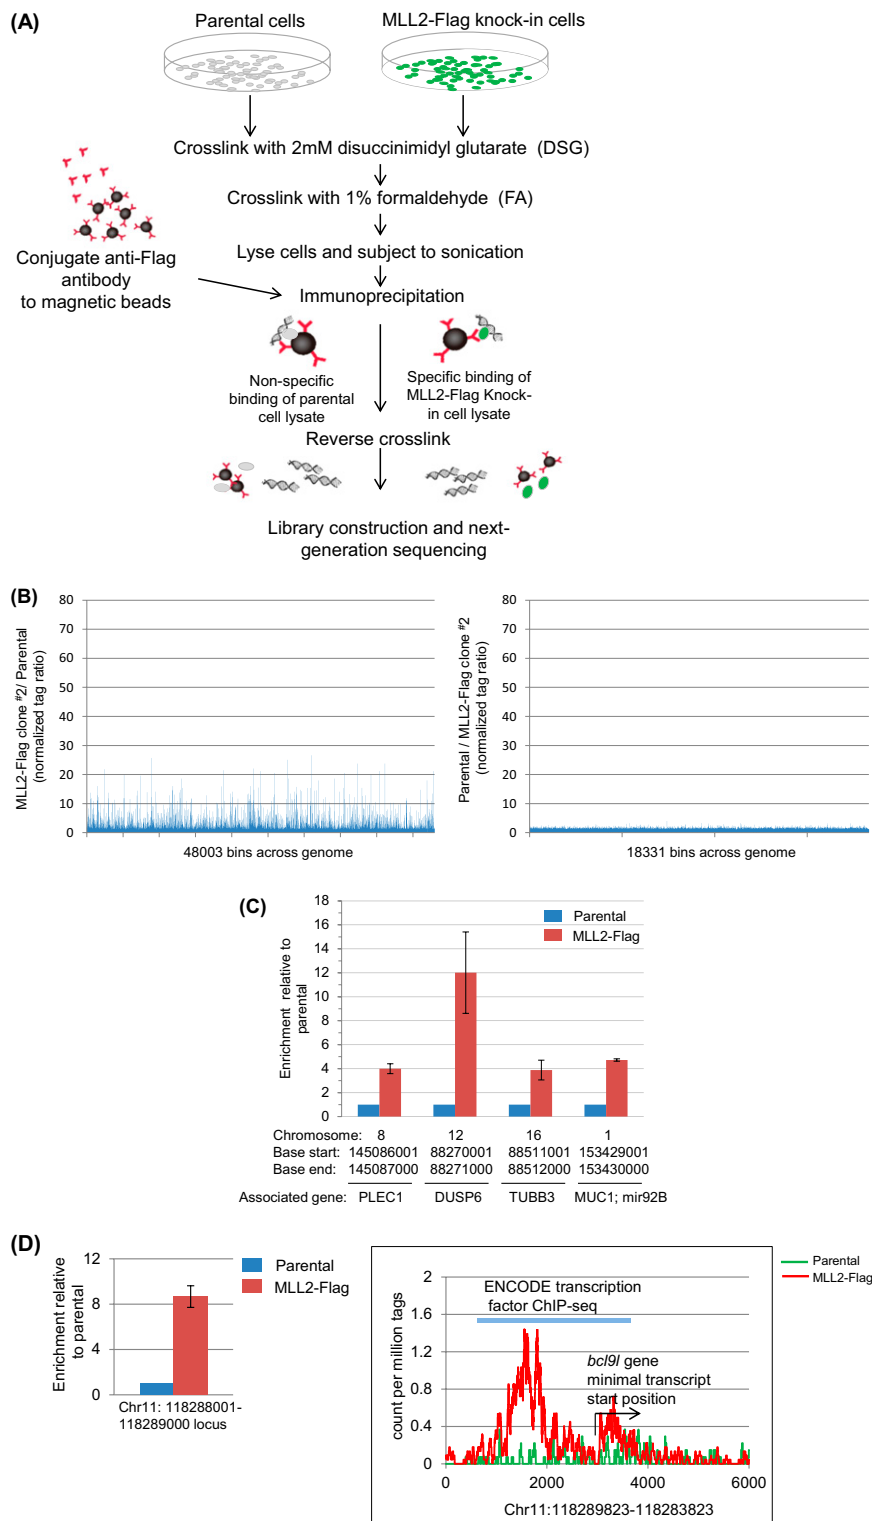 (A)
Parental cells
MLL2-Flag knock-in cells
Crosslink with 2mM disuccinimidyl glutarate (DSG)
Crosslink with 1% formaldehyde (FA)
Lyse cells and subject to sonication
Conjugate anti-Flag
antibody
to magnetic beads
Immunoprecipitation
Non-specific
binding of parental
cell lysate
Specific binding of
MLL2-Flag Knock-
in cell lysate
Reverse crosslink
Library construction and next-
generation sequencing
(B)
MLL2-Flag clone #2/ Parental
(normalized tag ratio)
80
70
60
50
40
30
20
10
0
48003 bins across genome
Parental / MLL2-Flag clone #2
(normalized tag ratio)
80
70
60
50
40
30
20
10
0
18331 bins across genome
(C)
Enrichment relative to
parental
18
16
14
12
10
8
6
4
2
0
Parental
MLL2-Flag
Chromosome: 8 12 16 1
Base start: 145086001 88270001 88511001 153429001
Base end: 145087000 88271000 88512000 153430000
Associated gene: PLEC1 DUSP6 TUBB3 MUC1; mir92B
(D)
Enrichment relative
to parental
12
8
4
0
Parental
MLL2-Flag
Chr11: 118288001-
118289000 locus
count per million tags
2
1.6
1.2
0.8
0.4
0
ENCODE transcription
factor ChIP-seq
bcl9l gene
minimal transcript
start position
0 2000 4000 6000
Chr11:118289823-118283823
Parental
MLL2-Flag